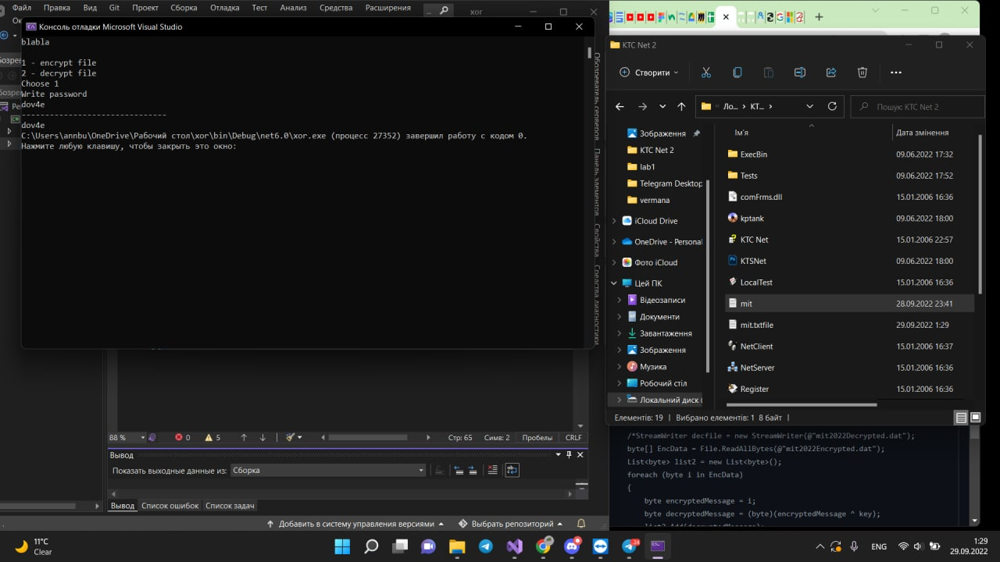 Файл Правка Вид Git Проект Сборка Отладка Тест Анализ Средства Расширения ... xor
Консоль отладки Microsoft Visual Studio
blabla
1 - encrypt file
2 - decrypt file
Choose 1
Write password
dov4e
------------------------------
dov4e
C:\Users\annbo\OneDrive\Рабочий стол\xor\bin\Debug\net6.0\xor.exe (процесс 27352) завершил работу с кодом 0.
Нажмите любую клавишу, чтобы закрыть это окно:
Обозреватель серверов
Панель элементов
Свойства
Средства диагностики
88 %
0
5
Стр: 65
Симв: 2
Пробелы
CRLF
Вывод
Показать выходные данные из: Сборка
Вывод Список ошибок Список задач
Добавить в систему управления версиями
Выбрать репозиторий
KTC Net 2
Створити
Ло... KT...
Пошук: KTC Net 2
Зображення
KTC Net 2
lab1
Telegram Desktop
vermana
iCloud Drive
OneDrive - Personal
Фото iCloud
Цей ПК
Відеозаписи
Документи
Завантаження
Зображення
Музика
Робочий стіл
Локальний диск (
Ім'я Дата змінення
ExecBin 09.06.2022 17:32
Tests 09.06.2022 17:52
comFrms.dll 15.01.2006 16:36
kptank 09.06.2022 18:00
KTC Net 15.01.2006 22:57
KTSNet 09.06.2022 18:00
LocalTest 15.01.2006 16:36
mit 28.09.2022 23:41
mit.txtfile 29.09.2022 1:29
NetClient 15.01.2006 16:37
NetServer 15.01.2006 16:36
Register 15.01.2006 16:36
Елементів: 19 Вибрано елементів: 1 8 байт
/*StreamWriter decfile = new StreamWriter(@"mit2022Decrypted.dat");
byte[] EncData = File.ReadAllBytes(@"mit2022Encrypted.dat");
List<byte> list2 = new List<byte>();
foreach (byte i in EncData)
{
byte encryptedMessage = i;
byte decryptedMessage = (byte)(encryptedMessage ^ key);
list2.Add(decryptedMessage);
11°C
Clear
ENG
1:29
29.09.2022